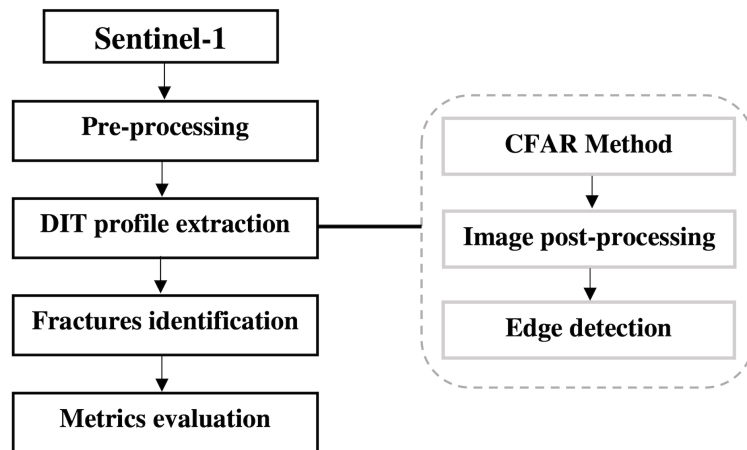 Sentinel-1
Pre-processing
DIT profile extraction
Fractures identification
Metrics evaluation
CFAR Method
Image post-processing
Edge detection